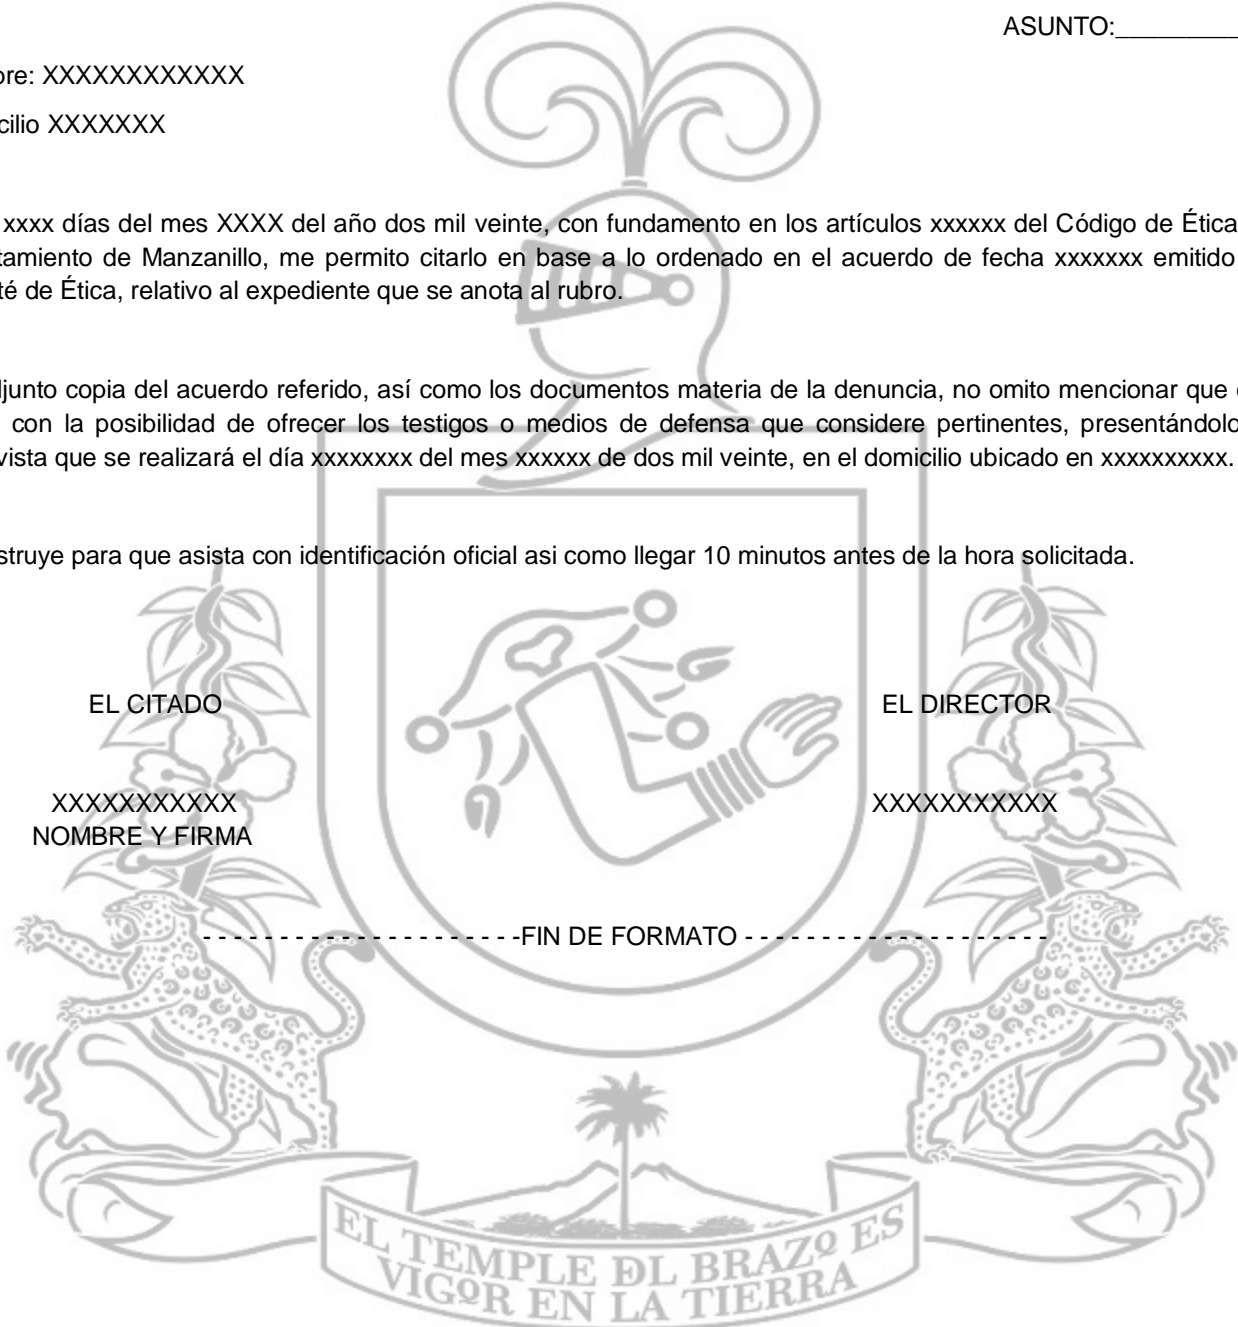 ASUNTO:__________
bre: XXXXXXXXXXXX
cilio XXXXXXX
xxxx días del mes XXXX del año dos mil veinte, con fundamento en los artículos xxxxxx del Código de Ética
tamiento de Manzanillo, me permito citarlo en base a lo ordenado en el acuerdo de fecha xxxxxxx emitido
té de Ética, relativo al expediente que se anota al rubro.
junto copia del acuerdo referido, así como los documentos materia de la denuncia, no omito mencionar que
con la posibilidad de ofrecer los testigos o medios de defensa que considere pertinentes, presentándolo
vista que se realizará el día xxxxxxxx del mes xxxxxx de dos mil veinte, en el domicilio ubicado en xxxxxxxxxx.
struye para que asista con identificación oficial asi como llegar 10 minutos antes de la hora solicitada.
EL CITADO EL DIRECTOR
XXXXXXXXXXX XXXXXXXXXXX
NOMBRE Y FIRMA
- - - - - - - - - - - - - - - - - - - - -FIN DE FORMATO - - - - - - - - - - - - - - - - - - - -
EL TEMPLE DL BRAZº ES
VIGºR EN LA TIERRA